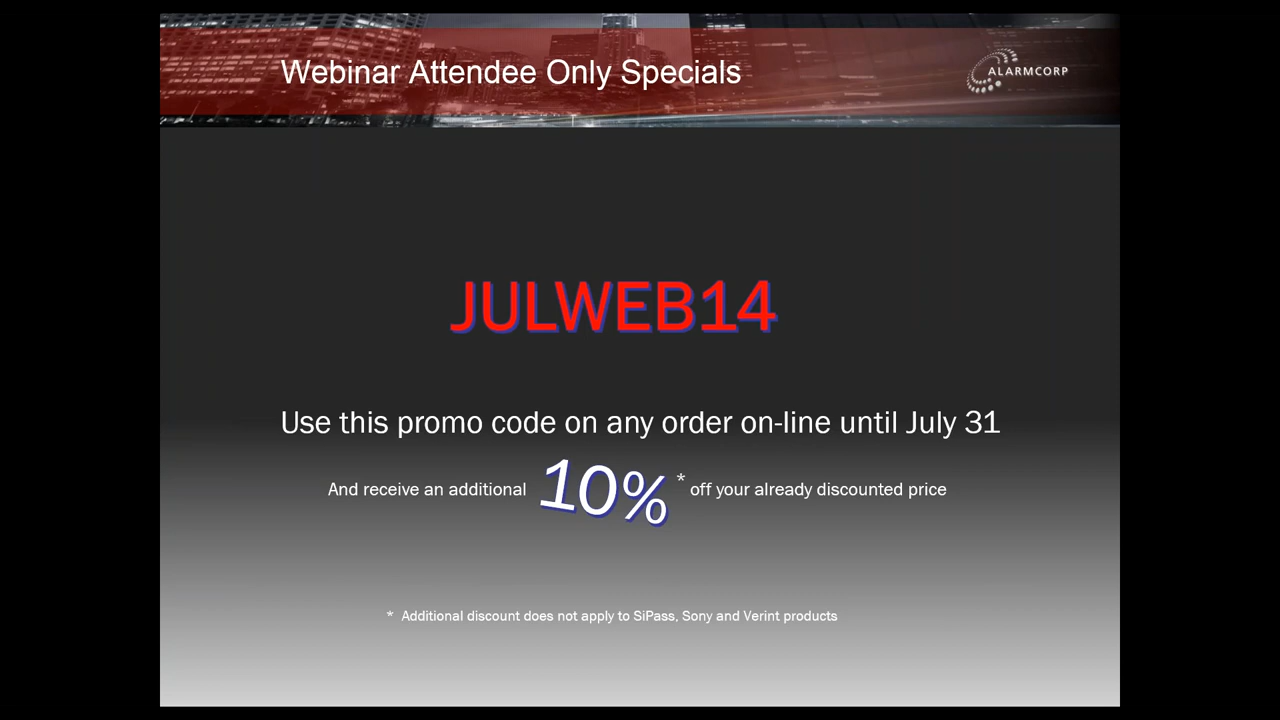 Webinar Attendee Only Specials
ALARMCORP
JULWEB14
Use this promo code on any order on-line until July 31
And receive an additional 10%* off your already discounted price
* Additional discount does not apply to SiPass, Sony and Verint products